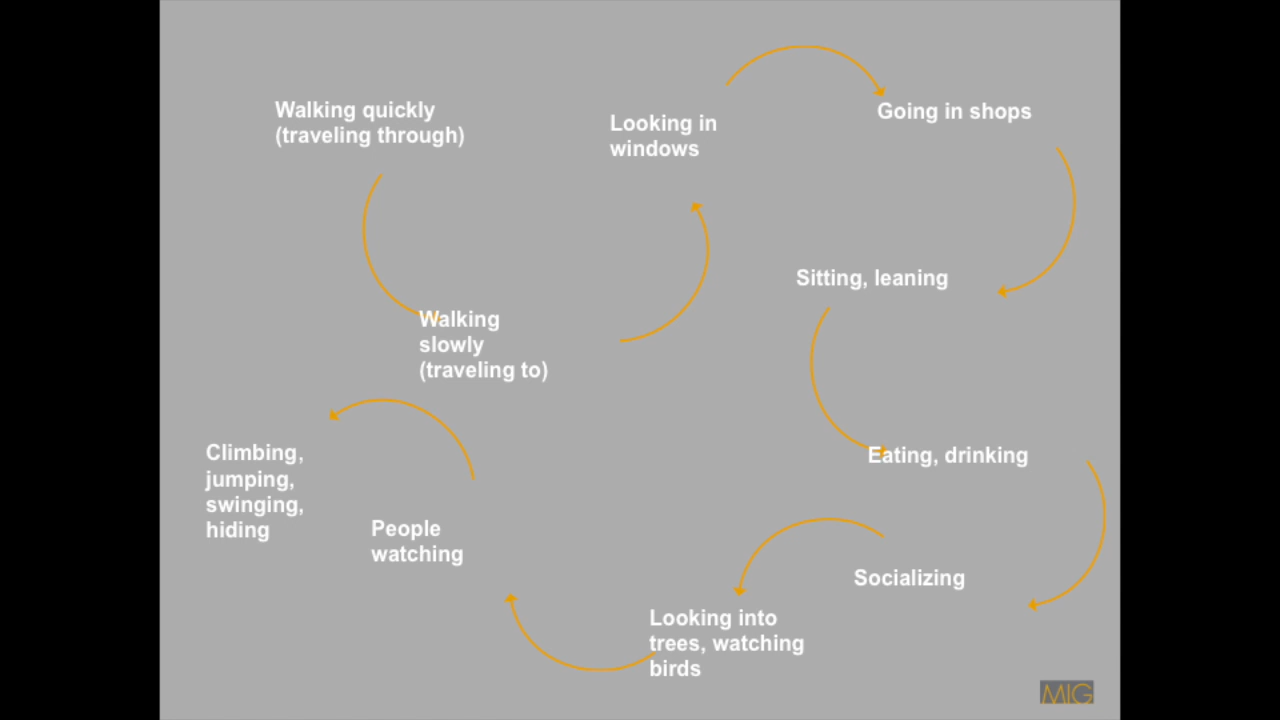 Walking quickly
(traveling through)
Looking in
windows
Going in shops
Sitting, leaning
Walking
slowly
(traveling to)
Climbing,
jumping,
swinging,
hiding
People
watching
Eating, drinking
Socializing
Looking into
trees, watching
birds
MIG